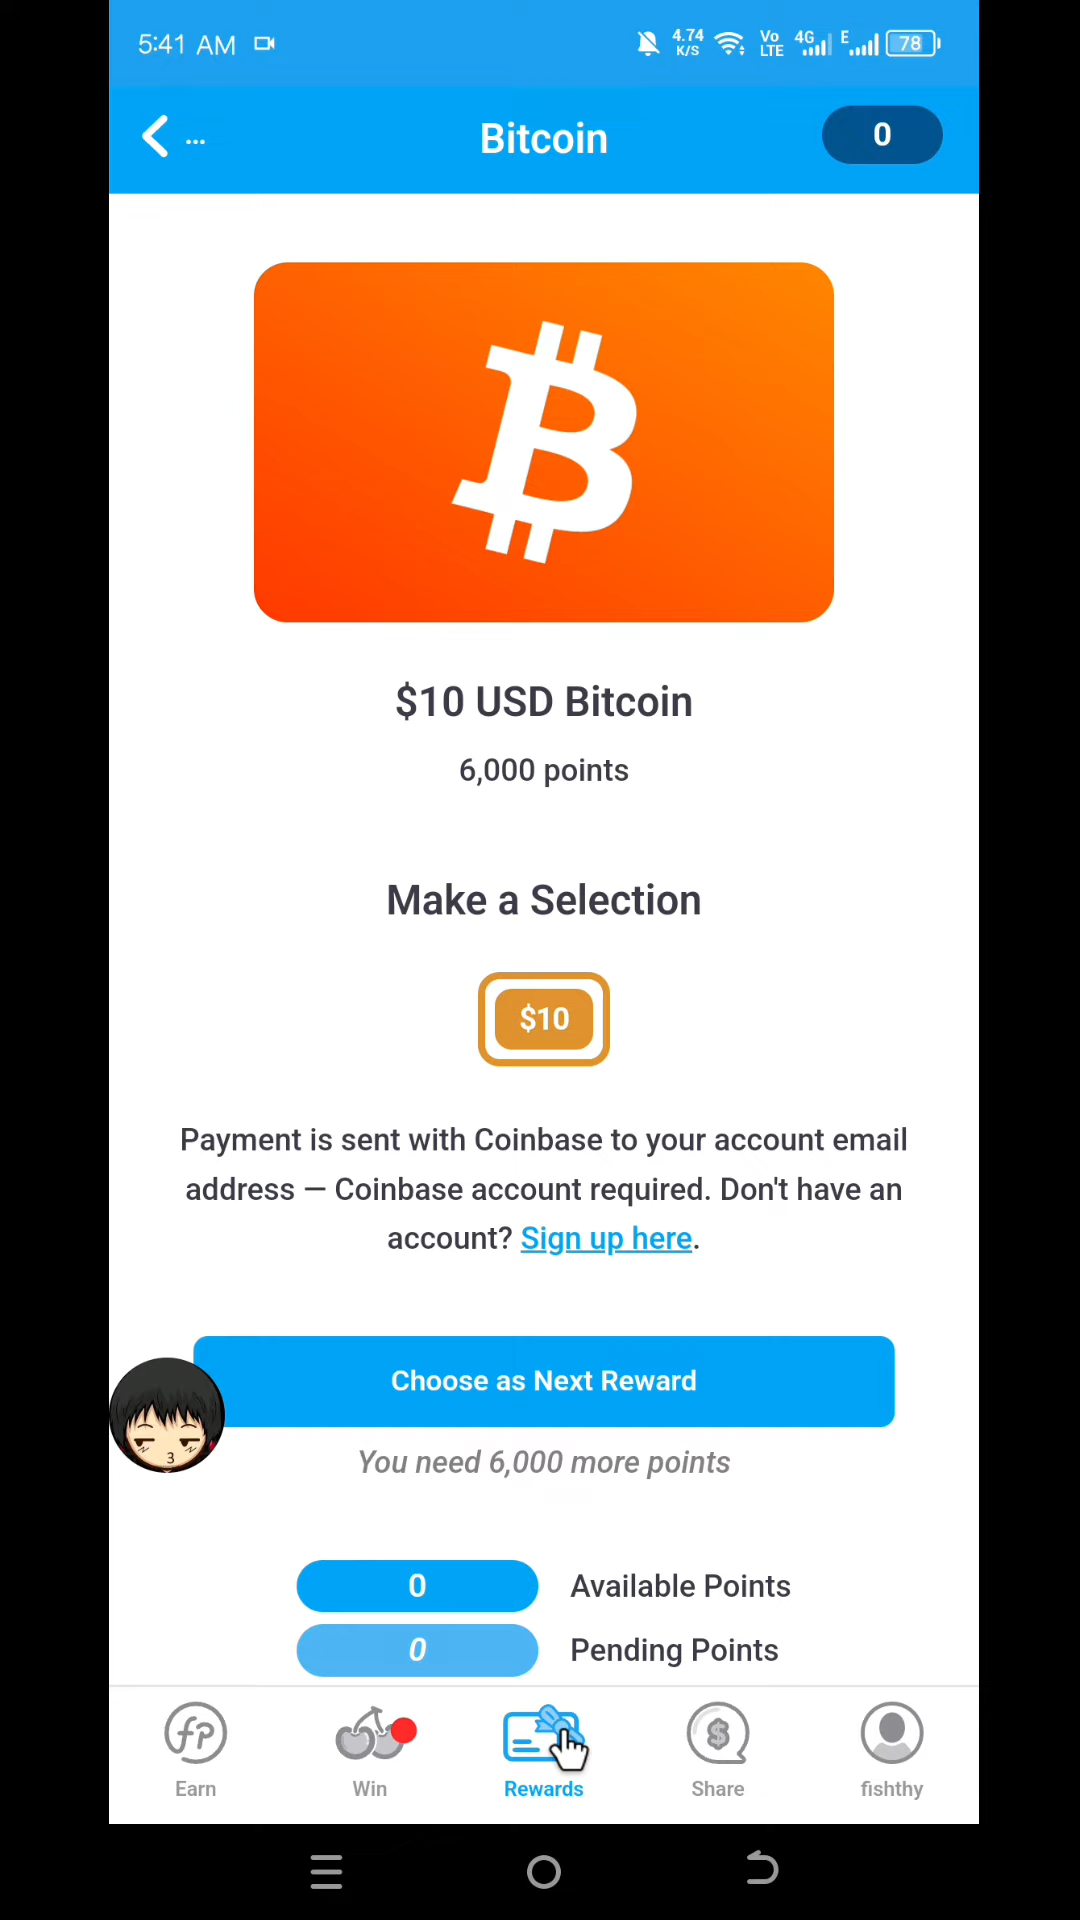 5:41 AM
4.74 K/S
Vo LTE
4G
E
78
...
Bitcoin
0
$10 USD Bitcoin
6,000 points
Make a Selection
$10
Payment is sent with Coinbase to your account email
address — Coinbase account required. Don't have an
account? Sign up here.
Choose as Next Reward
3
You need 6,000 more points
0 Available Points
0 Pending Points
fp
$
Earn
Win
Rewards
Share
fishthy